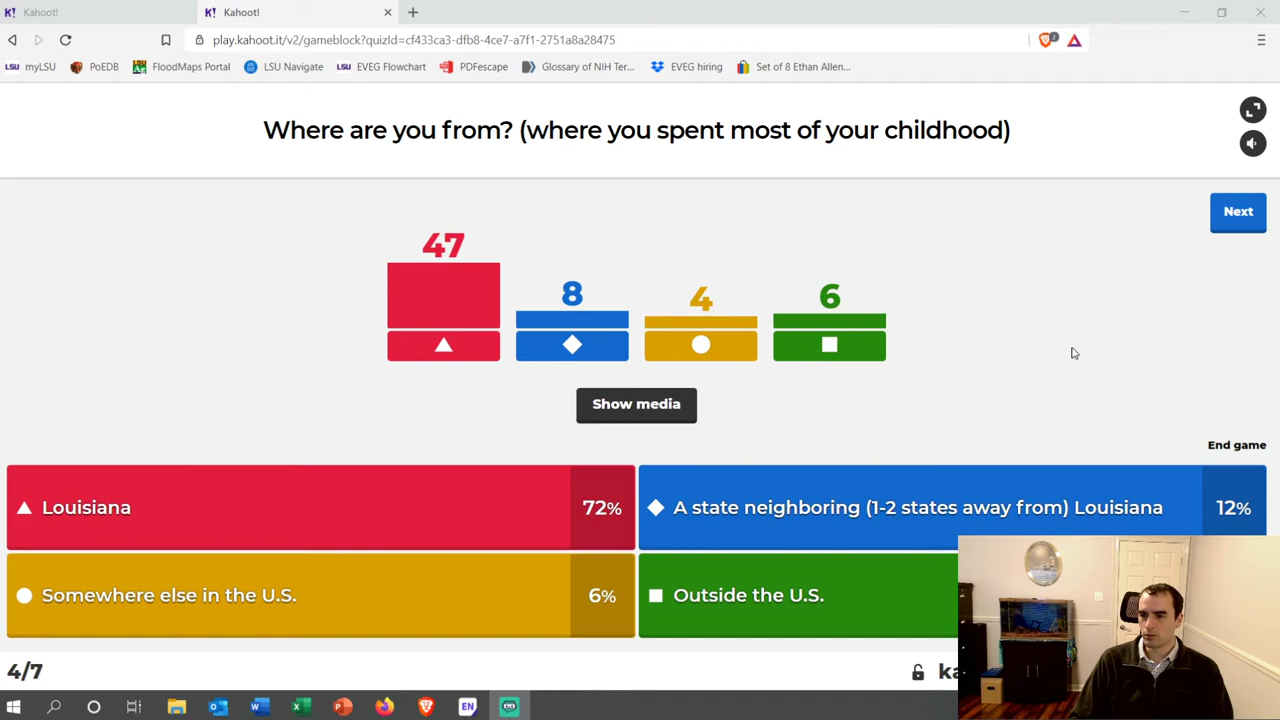 Kahoot!
Kahoot!
play.kahoot.it/v2/gameblock?quizId=cf433ca3-dfb8-4ce7-a7f1-2751a8a28475
2
LSU myLSU
PoEDB
FloodMaps Portal
LSU Navigate
LSU EVEG Flowchart
PDFescape
Glossary of NIH Ter...
EVEG hiring
Set of 8 Ethan Allen...
Where are you from? (where you spent most of your childhood)
Next
47
8
4
6
Show media
End game
Louisiana
72%
A state neighboring (1-2 states away from) Louisiana
12%
Somewhere else in the U.S.
6%
Outside the U.S.
4/7
EN